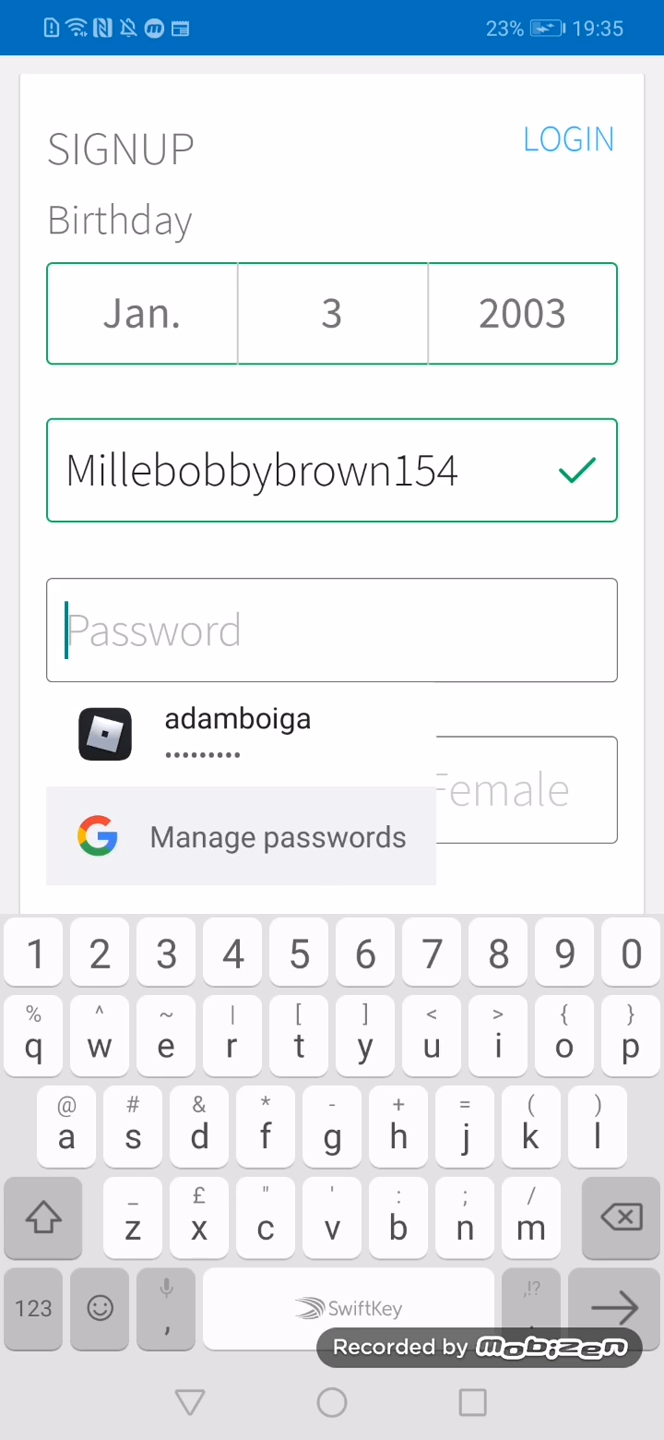 23% 19:35
SIGNUP
LOGIN
Birthday
Jan. 3 2003
Millebobbybrown154
Password
adamboiga
•••••••••
Female
Manage passwords
1 2 3 4 5 6 7 8 9 0
% ^ ~ | [ ] < > { }
q w e r t y u i o p
@ # & * - + = ( )
a s d f g h j k l
_ £ " ' : ; /
z x c v b n m
,!?
123 , SwiftKey .
Recorded by mobizen